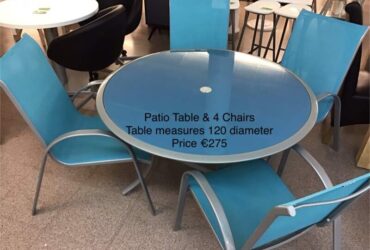 Patio Table & 4 Chairs
Table measures 120 diameter
Price €275